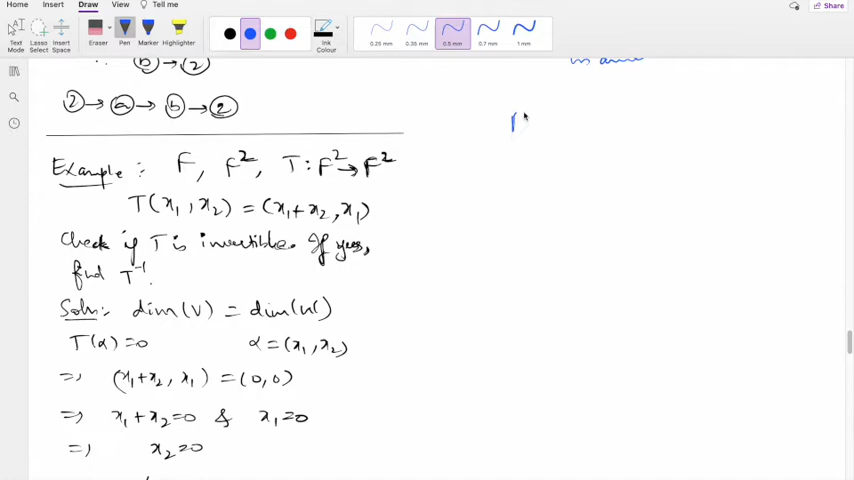 Insert Draw View Share
Text Mode
Lasso Select
Insert Space
Eraser
Pen
Marker
Highlighter
Ink Colour
0.25 mm
0.35 mm
0.5 mm
0.7 mm
1 mm
(b) → (2)
(2) → (a) → (b) → (2)
Example : F, F², T : F² → F²
T(x₁, x₂) = (x₁+x₂, x₁)
Check if T is invertible. If yes,
find T⁻¹.
Soln: dim(V) = dim(W)
T(α) = 0 α = (x₁, x₂)
=> (x₁+x₂, x₁) = (0, 0)
=> x₁+x₂=0 & x₁=0
=> x₂=0